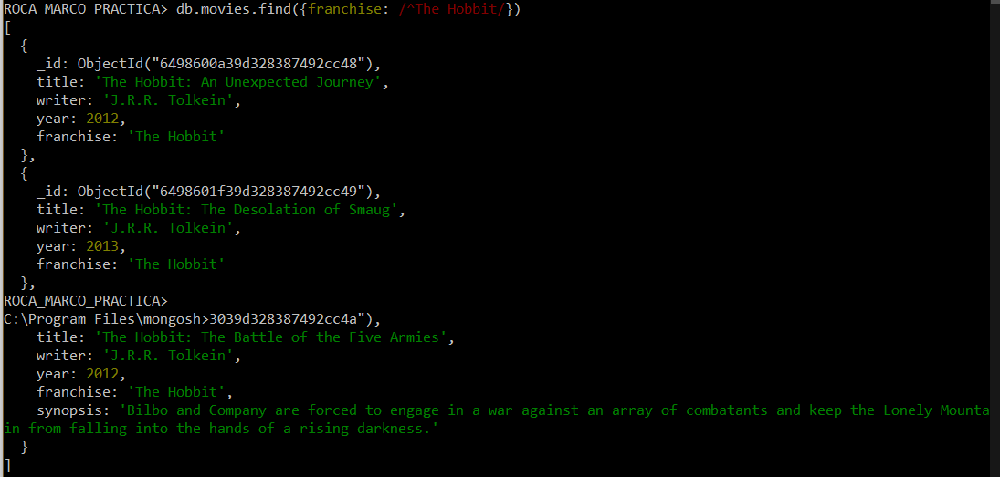 ROCA_MARCO_PRACTICA> db.movies.find({franchise: /^The Hobbit/})
[
  {
    _id: ObjectId("6498600a39d328387492cc48"),
    title: 'The Hobbit: An Unexpected Journey',
    writer: 'J.R.R. Tolkein',
    year: 2012,
    franchise: 'The Hobbit'
  },
  {
    _id: ObjectId("6498601f39d328387492cc49"),
    title: 'The Hobbit: The Desolation of Smaug',
    writer: 'J.R.R. Tolkein',
    year: 2013,
    franchise: 'The Hobbit'
  },
ROCA_MARCO_PRACTICA>
C:\Program Files\mongosh>3039d328387492cc4a"),
    title: 'The Hobbit: The Battle of the Five Armies',
    writer: 'J.R.R. Tolkein',
    year: 2012,
    franchise: 'The Hobbit',
    synopsis: 'Bilbo and Company are forced to engage in a war against an array of combatants and keep the Lonely Mounta
in from falling into the hands of a rising darkness.'
  }
]